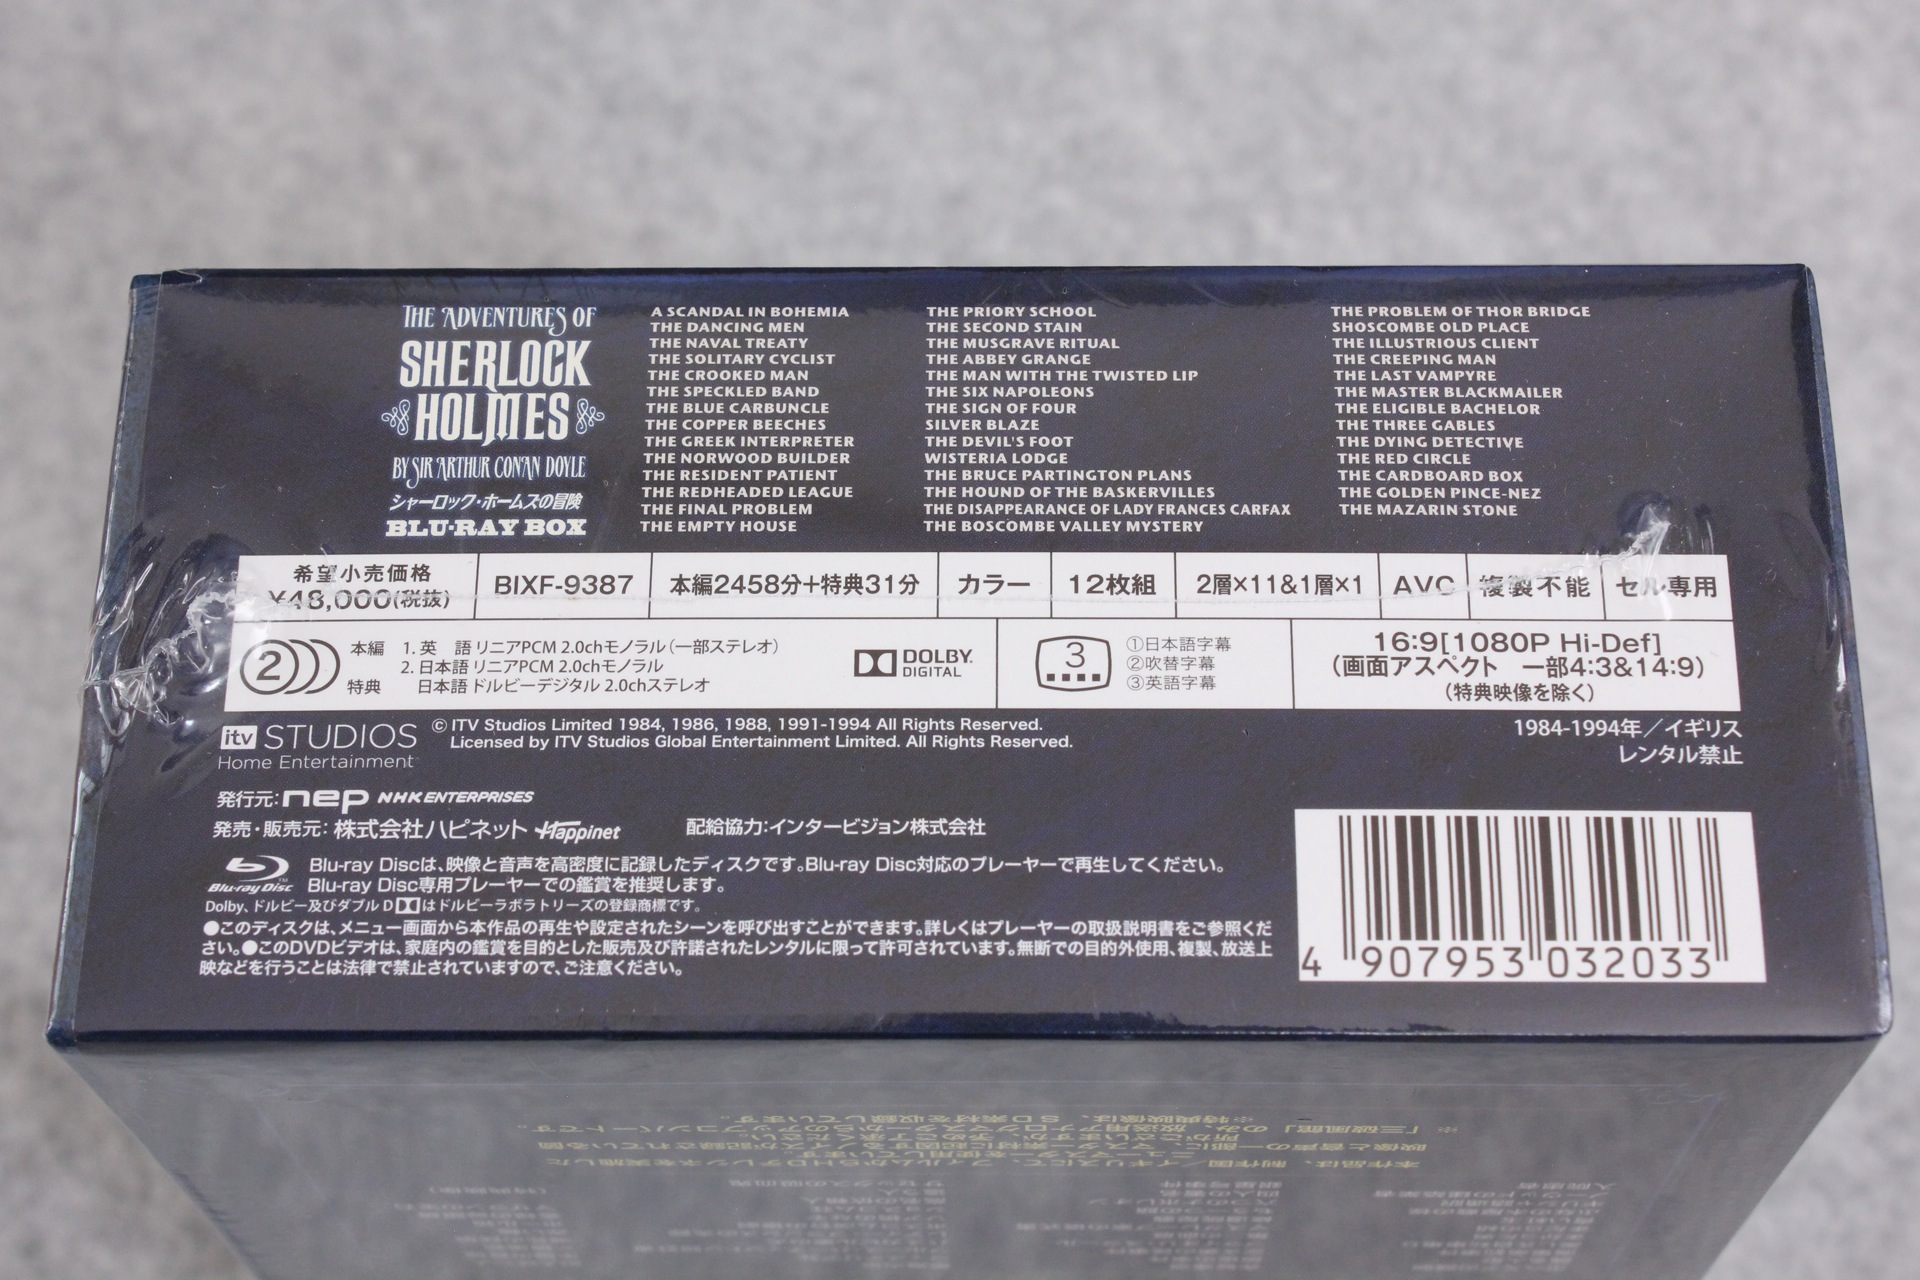 THE ADVENTURES OF
SHERLOCK
HOLMES
BY SIR ARTHUR CONAN DOYLE
シャーロック・ホームズの冒険
BLU-RAY BOX
A SCANDAL IN BOHEMIA
THE DANCING MEN
THE NAVAL TREATY
THE SOLITARY CYCLIST
THE CROOKED MAN
THE SPECKLED BAND
THE BLUE CARBUNCLE
THE COPPER BEECHES
THE GREEK INTERPRETER
THE NORWOOD BUILDER
THE RESIDENT PATIENT
THE REDHEADED LEAGUE
THE FINAL PROBLEM
THE EMPTY HOUSE
THE PRIORY SCHOOL
THE SECOND STAIN
THE MUSGRAVE RITUAL
THE ABBEY GRANGE
THE MAN WITH THE TWISTED LIP
THE SIX NAPOLEONS
THE SIGN OF FOUR
SILVER BLAZE
THE DEVIL'S FOOT
WISTERIA LODGE
THE BRUCE PARTINGTON PLANS
THE HOUND OF THE BASKERVILLES
THE DISAPPEARANCE OF LADY FRANCES CARFAX
THE BOSCOMBE VALLEY MYSTERY
THE PROBLEM OF THOR BRIDGE
SHOSCOMBE OLD PLACE
THE ILLUSTRIOUS CLIENT
THE CREEPING MAN
THE LAST VAMPYRE
THE MASTER BLACKMAILER
THE ELIGIBLE BACHELOR
THE THREE GABLES
THE DYING DETECTIVE
THE RED CIRCLE
THE CARDBOARD BOX
THE GOLDEN PINCE-NEZ
THE MAZARIN STONE
希望小売価格
¥48,000(税抜)
BIXF-9387
本編2458分+特典31分
カラー
12枚組
2層×11&1層×1
AVC
複製不能
セル専用
2
本編 1. 英 語 リニアPCM 2.0chモノラル(一部ステレオ)
2. 日本語 リニアPCM 2.0chモノラル
特典 日本語 ドルビーデジタル 2.0chステレオ
DOLBY
DIGITAL
3
①日本語字幕
②吹替字幕
③英語字幕
16:9[1080P Hi-Def]
(画面アスペクト 一部4:3&14:9)
(特典映像を除く)
itv STUDIOS
Home Entertainment
© ITV Studios Limited 1984, 1986, 1988, 1991-1994 All Rights Reserved.
Licensed by ITV Studios Global Entertainment Limited. All Rights Reserved.
1984-1994年/イギリス
レンタル禁止
発行元:nep NHK ENTERPRISES
発売・販売元:株式会社ハピネット Happinet
配給協力:インタービジョン株式会社
Blu-ray Disc
Blu-ray Discは、映像と音声を高密度に記録したディスクです。Blu-ray Disc対応のプレーヤーで再生してください。
Blu-ray Disc専用プレーヤーでの鑑賞を推奨します。
Dolby、ドルビー及びダブルDはドルビーラボラトリーズの登録商標です。
●このディスクは、メニュー画面から本作品の再生や設定されたシーンを呼び出すことができます。詳しくはプレーヤーの取扱説明書をご参照くだ
さい。●このDVDビデオは、家庭内の鑑賞を目的とした販売及び許諾されたレンタルに限って許可されています。無断での目的外使用、複製、放送上
映などを行うことは法律で禁止されていますので、ご注意ください。
4 907953 032033